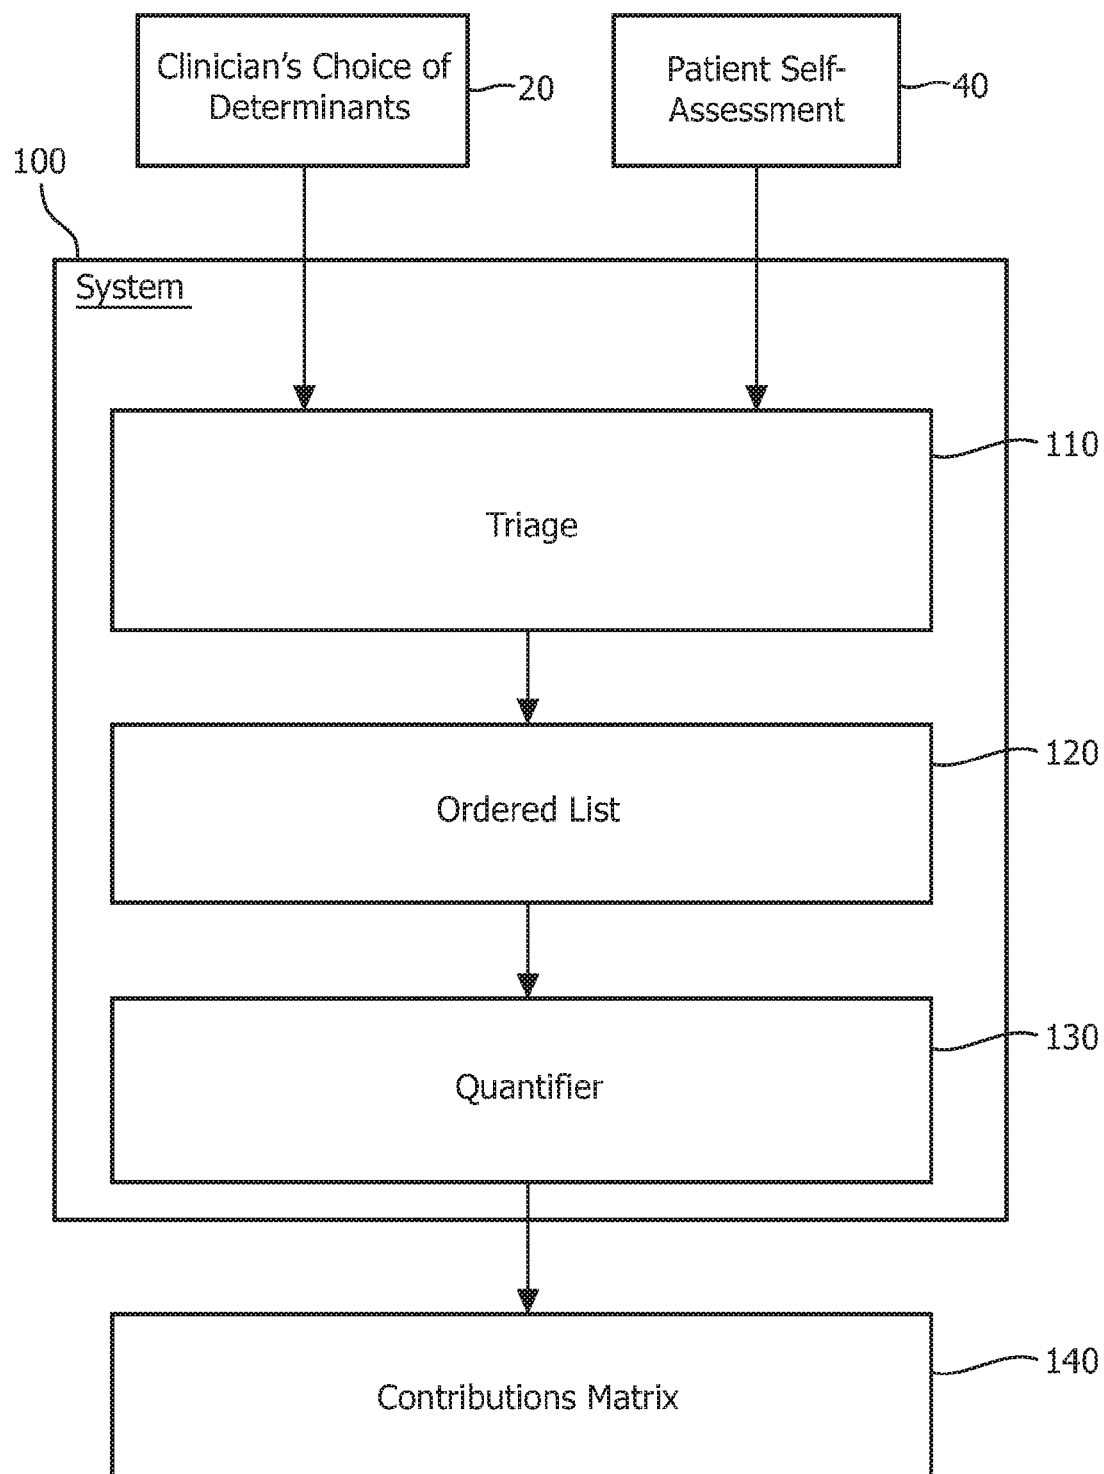 Clinician's Choice of
Determinants
20
Patient Self-
Assessment
40
100
System
110
Triage
120
Ordered List
130
Quantifier
140
Contributions Matrix